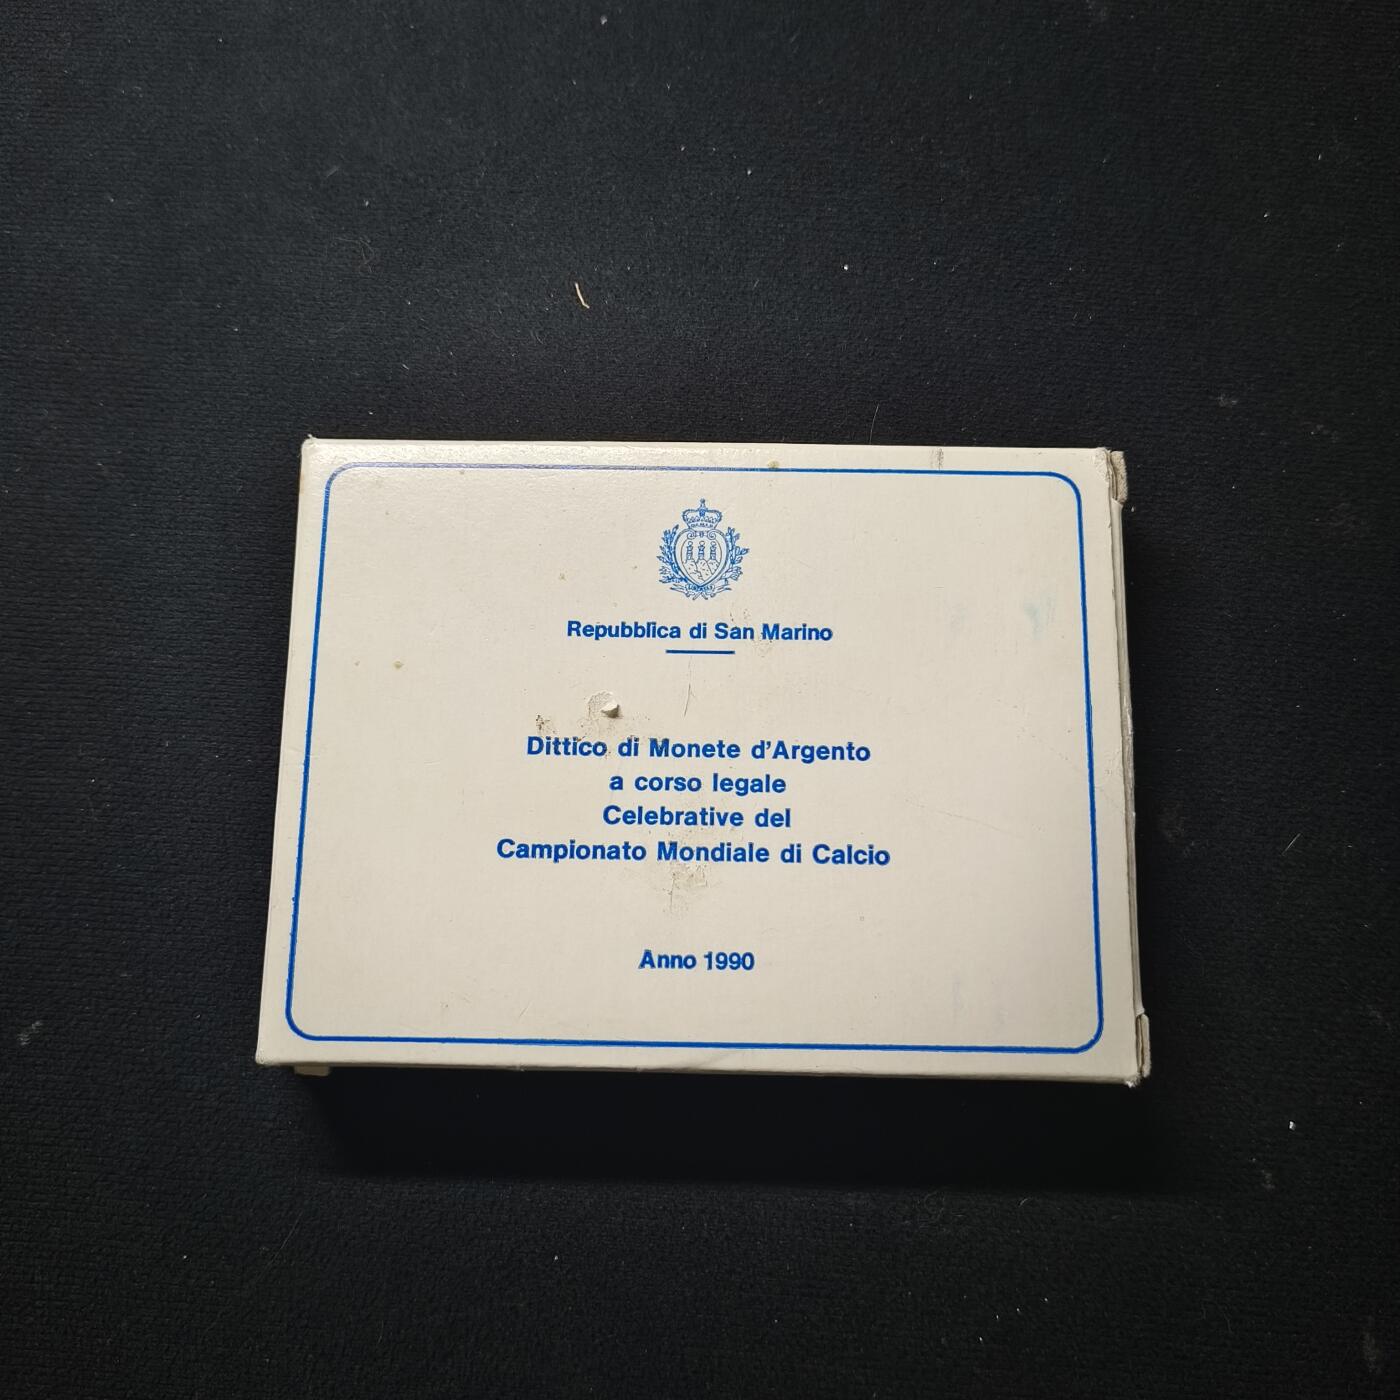 Repubblica di San Marino
Dittico di Monete d'Argento
a corso legale
Celebrative del
Campionato Mondiale di Calcio
Anno 1990